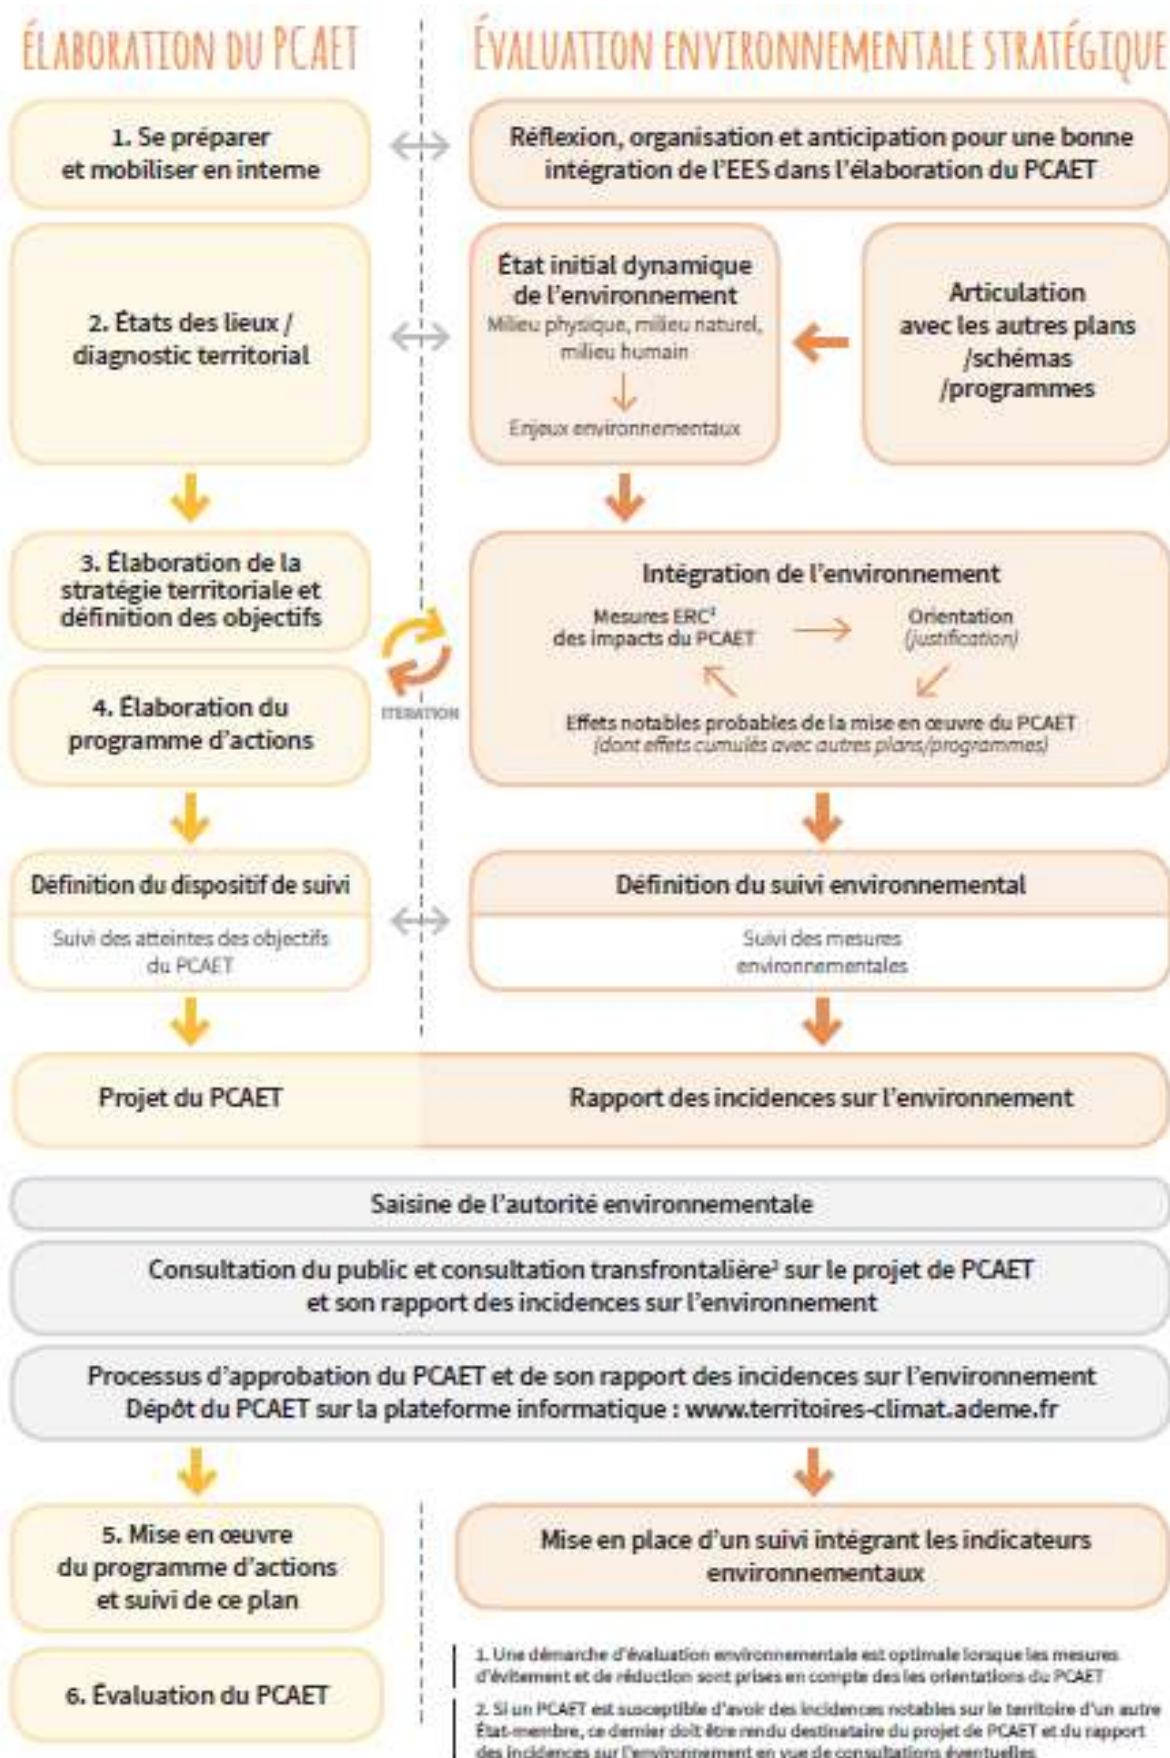 ÉLABORATION DU PCAET
ÉVALUATION ENVIRONNEMENTALE STRATÉGIQUE
1. Se préparer
et mobiliser en interne
Réflexion, organisation et anticipation pour une bonne
intégration de l'EES dans l'élaboration du PCAET
2. États des lieux /
diagnostic territorial
État initial dynamique
de l'environnement
Milieu physique, milieu naturel,
milieu humain
Enjeux environnementaux
Articulation
avec les autres plans
/schémas
/programmes
3. Élaboration de la
stratégie territoriale et
définition des objectifs
4. Élaboration du
programme d'actions
ITERATION
Intégration de l'environnement
Mesures ERC¹
des impacts du PCAET
Orientation
(justification)
Effets notables probables de la mise en œuvre du PCAET
(dont effets cumulés avec autres plans/programmes)
Définition du dispositif de suivi
Suivi des atteintes des objectifs
du PCAET
Définition du suivi environnemental
Suivi des mesures
environnementales
Projet du PCAET
Rapport des incidences sur l'environnement
Saisine de l'autorité environnementale
Consultation du public et consultation transfrontalière² sur le projet de PCAET
et son rapport des incidences sur l'environnement
Processus d'approbation du PCAET et de son rapport des incidences sur l'environnement
Dépôt du PCAET sur la plateforme informatique : www.territoires-climat.ademe.fr
5. Mise en œuvre
du programme d'actions
et suivi de ce plan
Mise en place d'un suivi intégrant les indicateurs
environnementaux
6. Évaluation du PCAET
1. Une démarche d'évaluation environnementale est optimale lorsque les mesures
d'évitement et de réduction sont prises en compte des les orientations du PCAET
2. Si un PCAET est susceptible d'avoir des incidences notables sur le territoire d'un autre
État-membre, ce dernier doit être rendu destinataire du projet de PCAET et du rapport
des incidences sur l'environnement en vue de consultations éventuelles